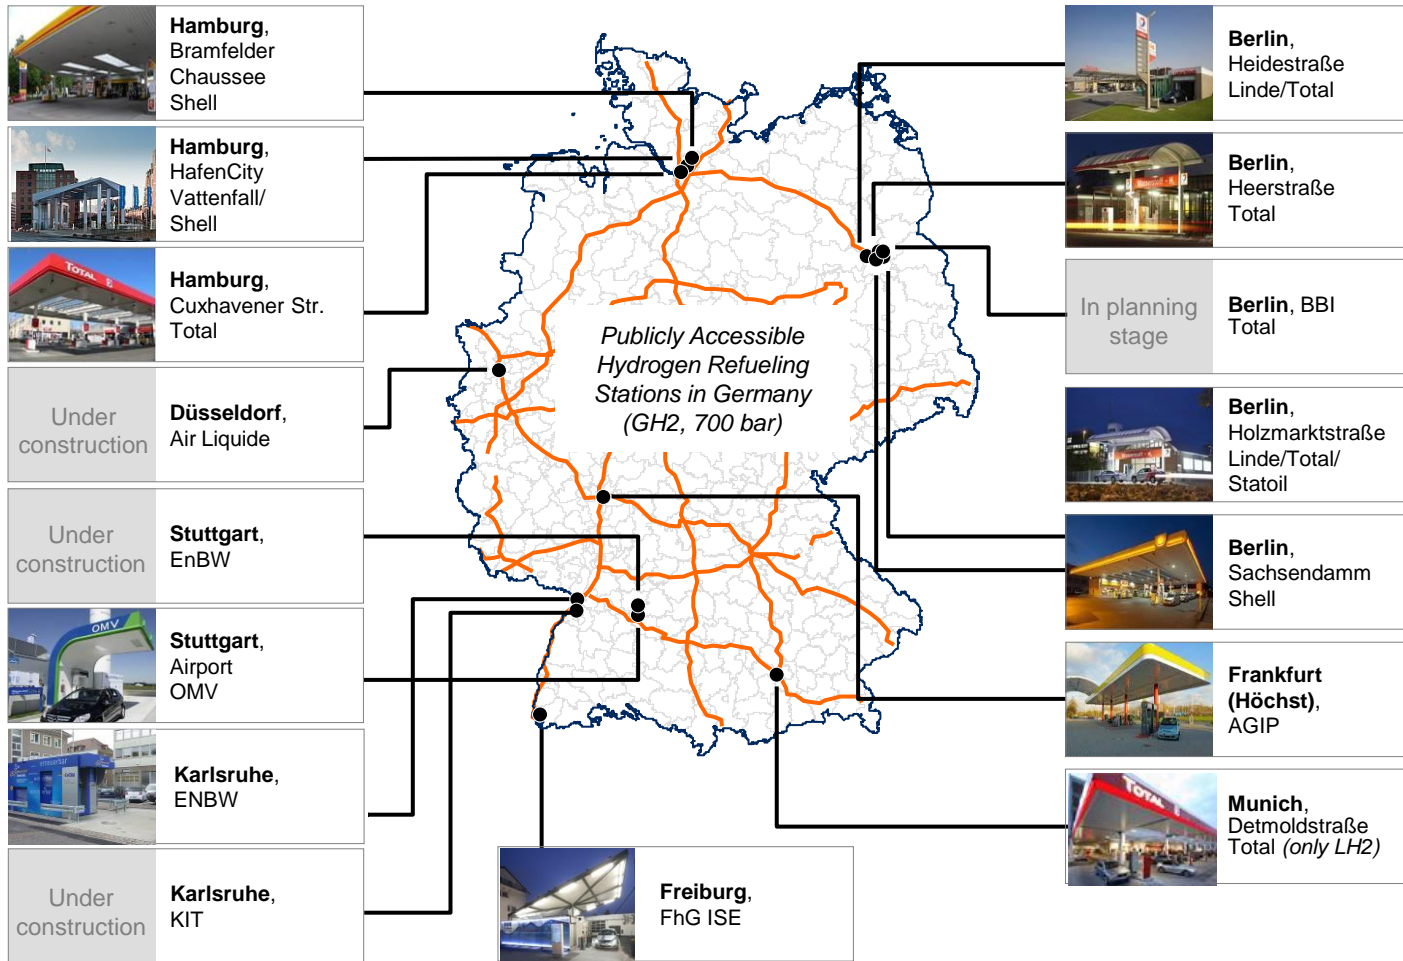 Hamburg,
Bramfelder
Chaussee
Shell
Hamburg,
HafenCity
Vattenfall/
Shell
TOTAL
Hamburg,
Cuxhavener Str.
Total
Under
construction
Düsseldorf,
Air Liquide
Under
construction
Stuttgart,
EnBW
OMV
Stuttgart,
Airport
OMV
Karlsruhe,
ENBW
Under
construction
Karlsruhe,
KIT
Publicly Accessible
Hydrogen Refueling
Stations in Germany
(GH2, 700 bar)
Freiburg,
FhG ISE
Berlin,
Heidestraße
Linde/Total
Berlin,
Heerstraße
Total
In planning
stage
Berlin, BBI
Total
Berlin,
Holzmarktstraße
Linde/Total/
Statoil
Berlin,
Sachsendamm
Shell
Frankfurt
(Höchst),
AGIP
TOTAL
Munich,
Detmoldstraße
Total (only LH2)